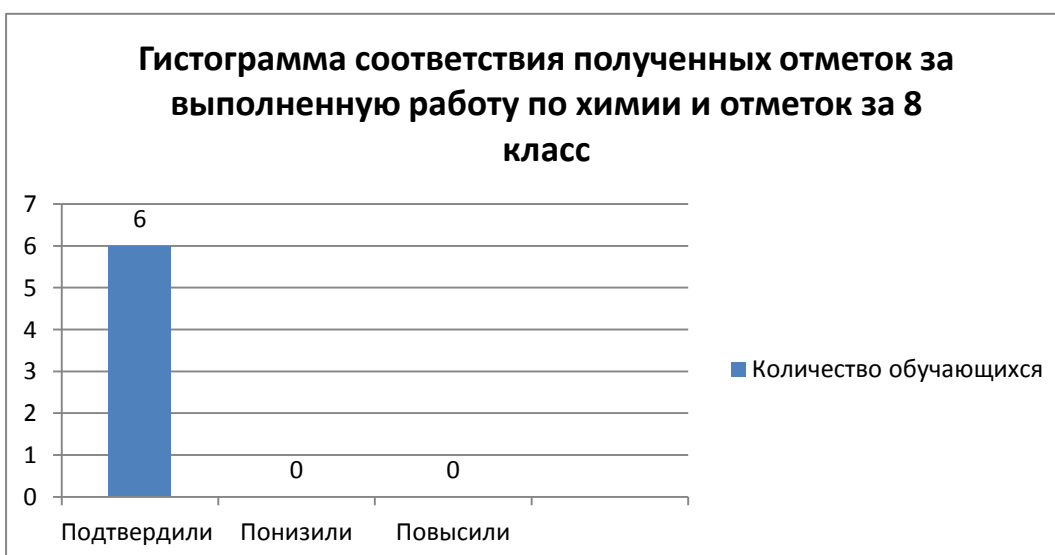 Гистограмма соответствия полученных отметок за
выполненную работу по химии и отметок за 8
класс
7
6
5
4
3
2
1
0
6
0
0
Подтвердили
Понизили
Повысили
Количество обучающихся